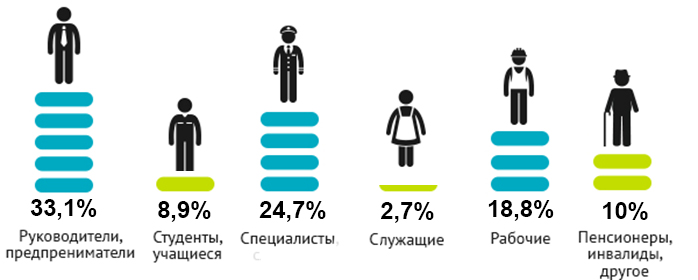 33,1% 8,9% 24,7% 2,7% 18,8% 10%
Руководители,
предприниматели
Студенты,
учащиеся
Специалисты,
с
Служащие
Рабочие
Пенсионеры,
инвалиды,
другое